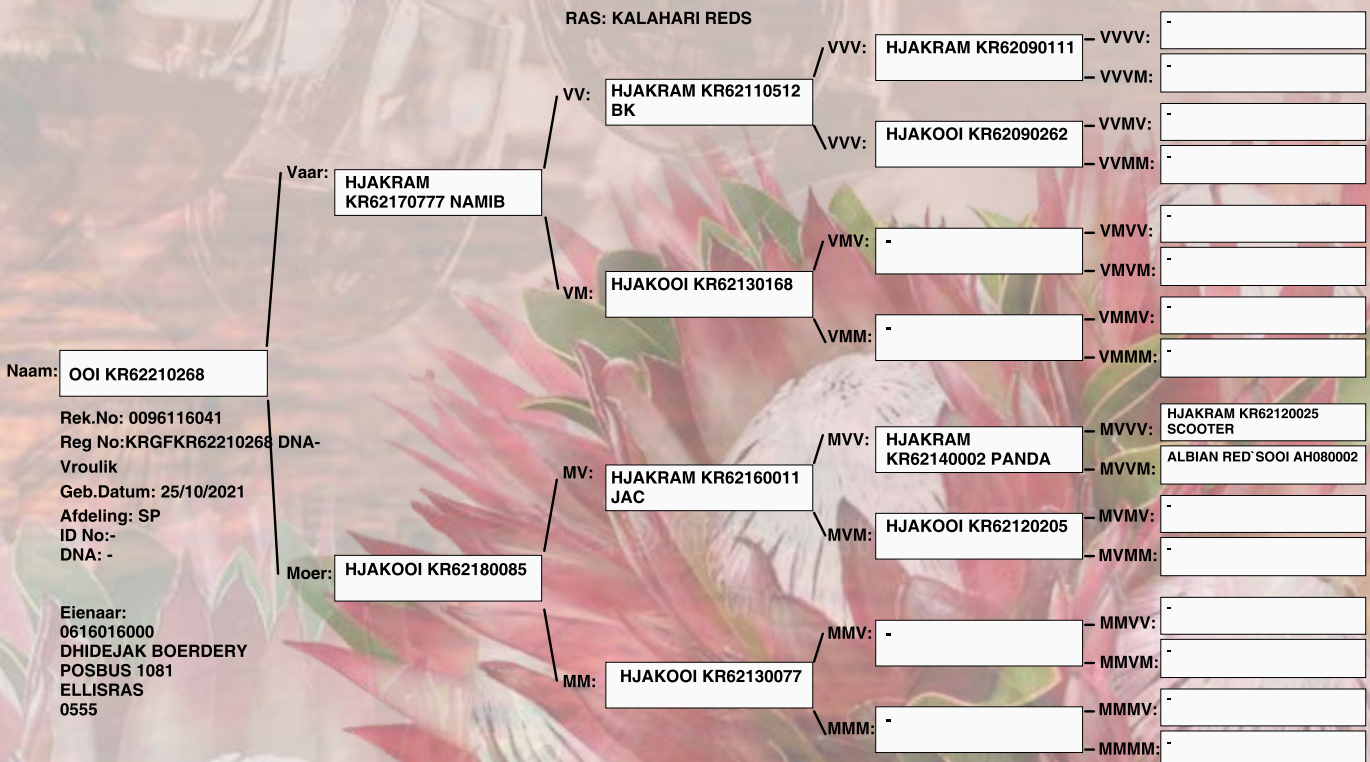 RAS: KALAHARI REDS
Naam: OOI KR62210268
Rek.No: 0096116041
Reg No:KRGFKR62210268 DNA-
Vroulik
Geb.Datum: 25/10/2021
Afdeling: SP
ID No:-
DNA: -
Eienaar:
0616016000
DHIDEJAK BOERDERY
POSBUS 1081
ELLISRAS
0555
Vaar: HJAKRAM
KR62170777 NAMIB
Moer: HJAKOOI KR62180085
VV: HJAKRAM KR62110512
BK
VM: HJAKOOI KR62130168
MV: HJAKRAM KR62160011
JAC
MM: HJAKOOI KR62130077
VVV: HJAKRAM KR62090111
VVV: HJAKOOI KR62090262
VMV: -
VMM: -
MVV: HJAKRAM
KR62140002 PANDA
MVM: HJAKOOI KR62120205
MMV: -
MMM: -
VVVV: -
VVVM: -
VVMV: -
VVMM: -
VMVV: -
VMVM: -
VMMV: -
VMMM: -
MVVV: HJAKRAM KR62120025
SCOOTER
MVVM: ALBIAN RED`SOOI AH080002
MVMV: -
MVMM: -
MMVV: -
MMVM: -
MMMV: -
MMMM: -